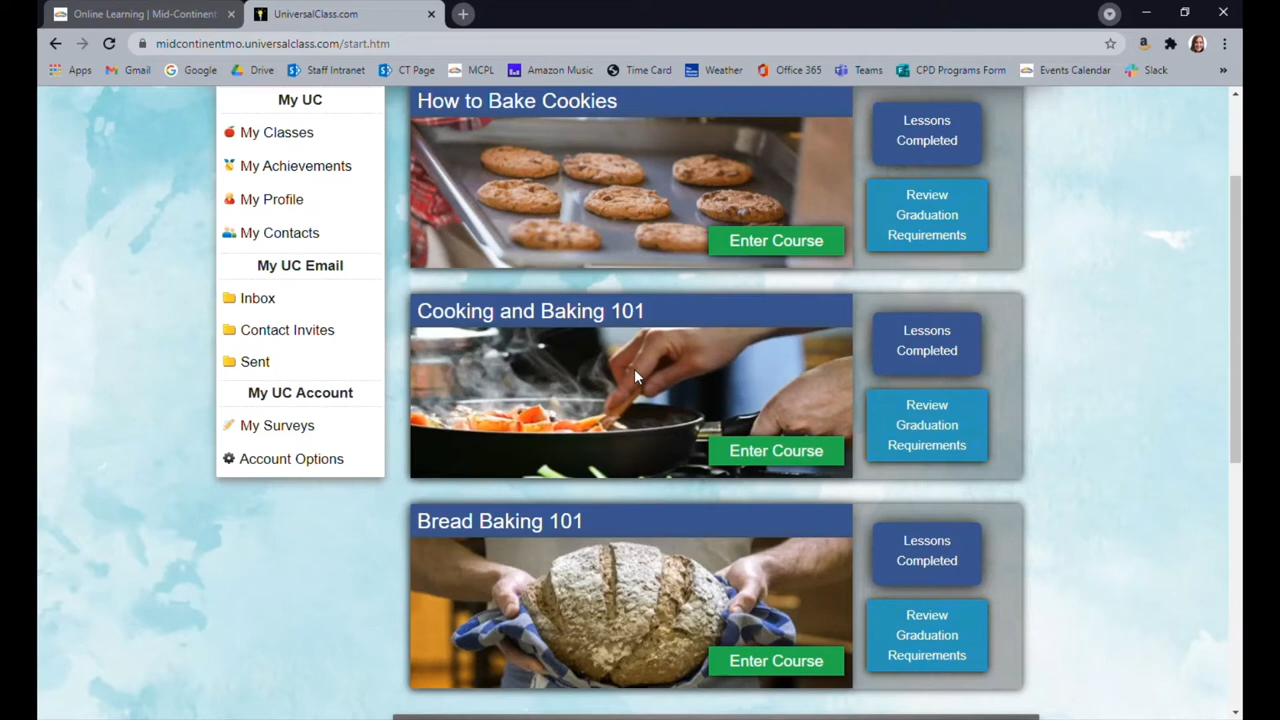 Online Learning | Mid-Continent
UniversalClass.com
midcontinentmo.universalclass.com/start.htm
Apps
Gmail
Google
Drive
Staff Intranet
CT Page
MCPL
Amazon Music
Time Card
Weather
Office 365
Teams
CPD Programs Form
Events Calendar
Slack
»
My UC
My Classes
My Achievements
My Profile
My Contacts
My UC Email
Inbox
Contact Invites
Sent
My UC Account
My Surveys
Account Options
How to Bake Cookies
Enter Course
Lessons
Completed
Review
Graduation
Requirements
Cooking and Baking 101
Enter Course
Lessons
Completed
Review
Graduation
Requirements
Bread Baking 101
Enter Course
Lessons
Completed
Review
Graduation
Requirements